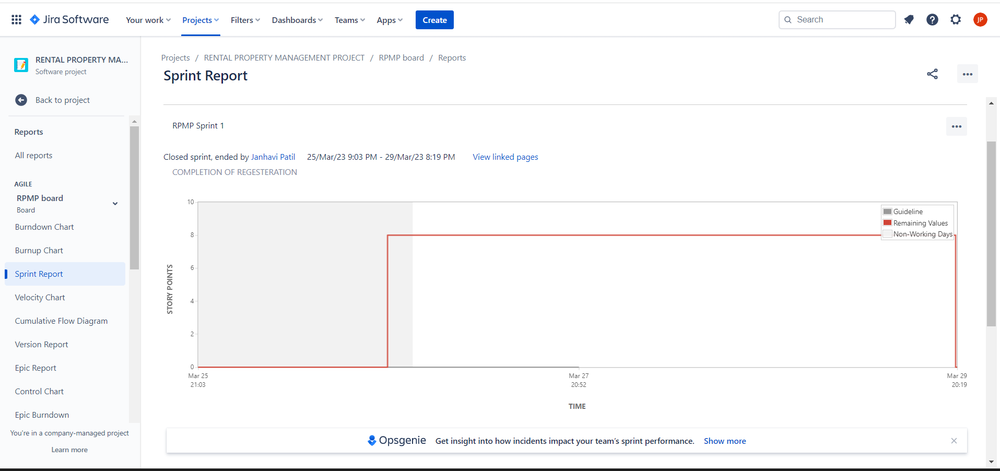 Jira Software
Your work
Projects
Filters
Dashboards
Teams
Apps
Create
Search
JP
RENTAL PROPERTY MA...
Software project
Back to project
Reports
All reports
AGILE
RPMP board
Board
Burndown Chart
Burnup Chart
Sprint Report
Velocity Chart
Cumulative Flow Diagram
Version Report
Epic Report
Control Chart
Epic Burndown
You're in a company-managed project
Learn more
Projects / RENTAL PROPERTY MANAGEMENT PROJECT / RPMP board / Reports
Sprint Report
RPMP Sprint 1
Closed sprint, ended by Janhavi Patil 25/Mar/23 9:03 PM - 29/Mar/23 8:19 PM View linked pages
COMPLETION OF REGESTERATION
10
8
6
4
2
0
STORY POINTS
Guideline
Remaining Values
Non-Working Days
Mar 25
21:03
Mar 27
20:52
Mar 29
20:19
TIME
Opsgenie Get insight into how incidents impact your team's sprint performance. Show more